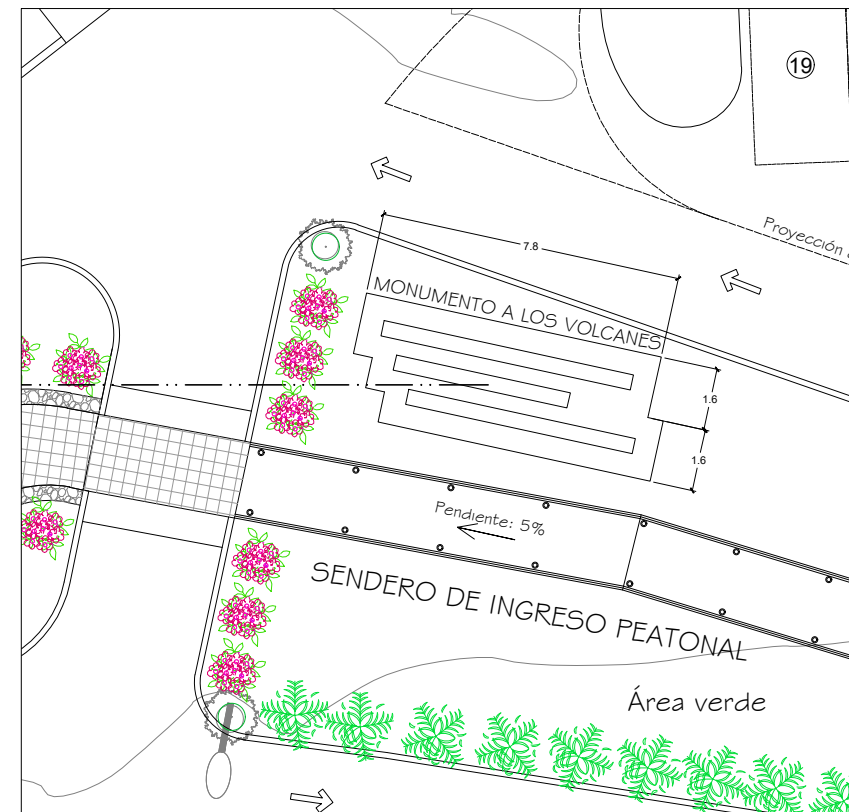 19
Proyección
7.8
MONUMENTO A LOS VOLCANES
1.6
1.6
Pendiente: 5%
SENDERO DE INGRESO PEATONAL
Área verde